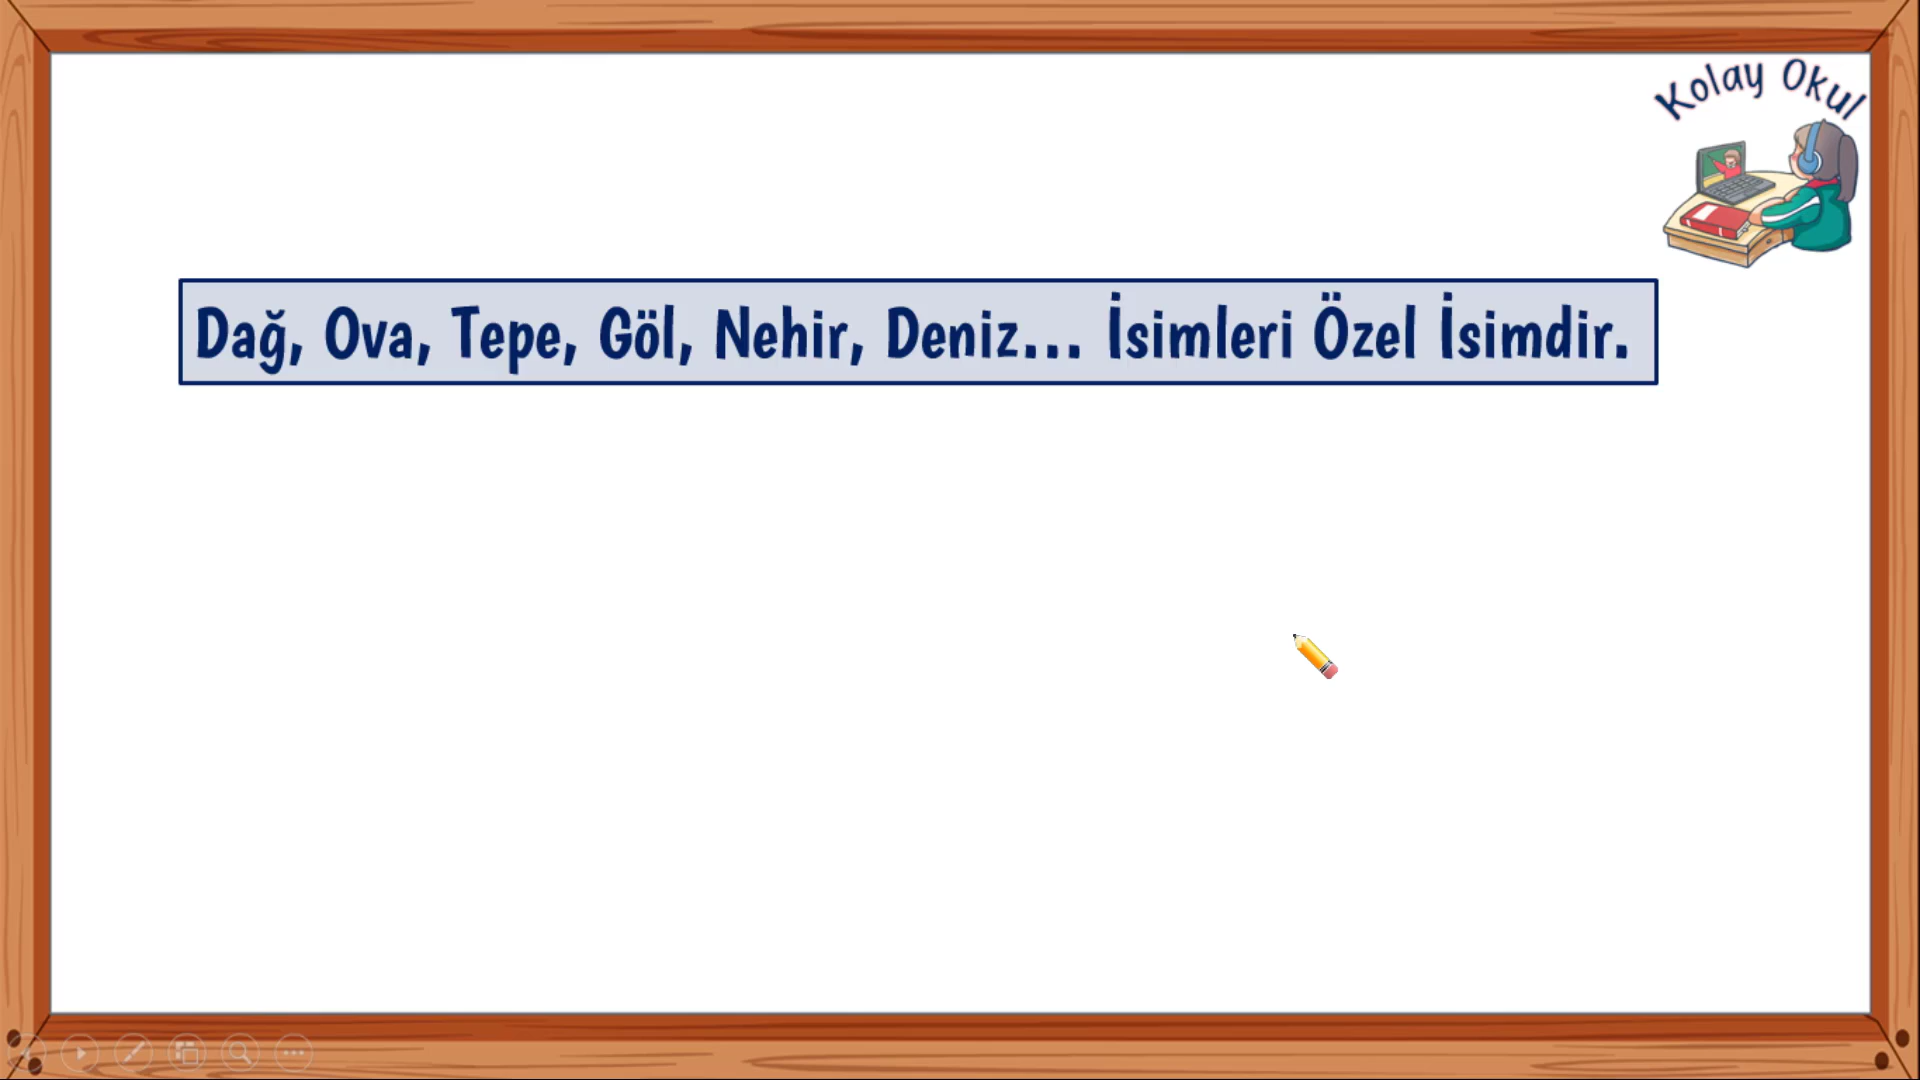 Kolay Okul
Dağ, Ova, Tepe, Göl, Nehir, Deniz... İsimleri Özel İsimdir.